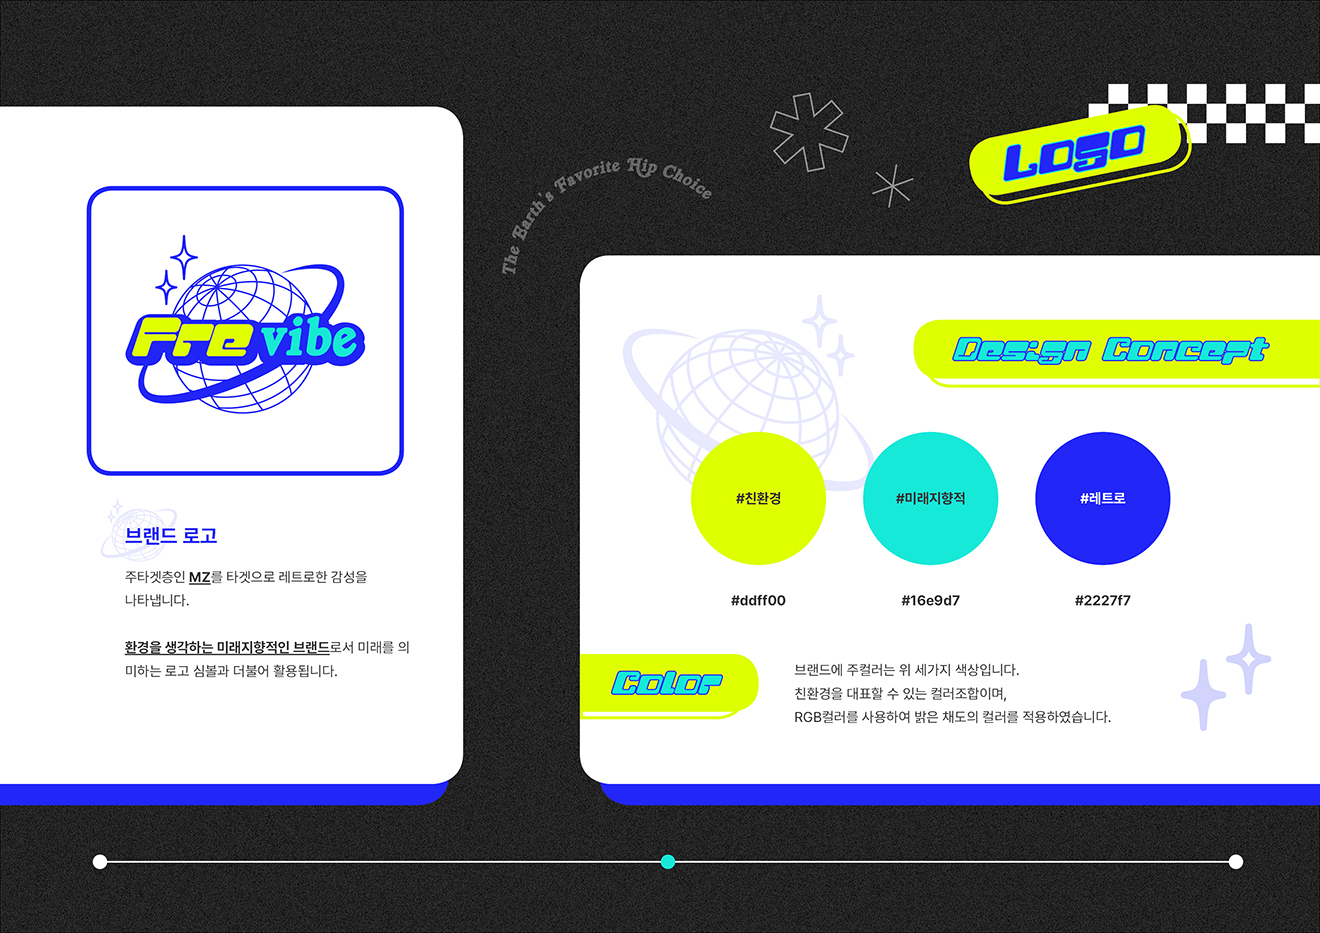 LOGO
The Earth's Favorite Hip Choice
Fre vibe
브랜드 로고
주타겟층인 MZ를 타겟으로 레트로한 감성을
나타냅니다.
환경을 생각하는 미래지향적인 브랜드로서 미래를 의
미하는 로고 심볼과 더불어 활용됩니다.
Design Concept
#친환경
#미래지향적
#레트로
#ddff00
#16e9d7
#2227f7
Color
브랜드에 주컬러는 위 세가지 색상입니다.
친환경을 대표할 수 있는 컬러조합이며,
RGB컬러를 사용하여 밝은 채도의 컬러를 적용하였습니다.